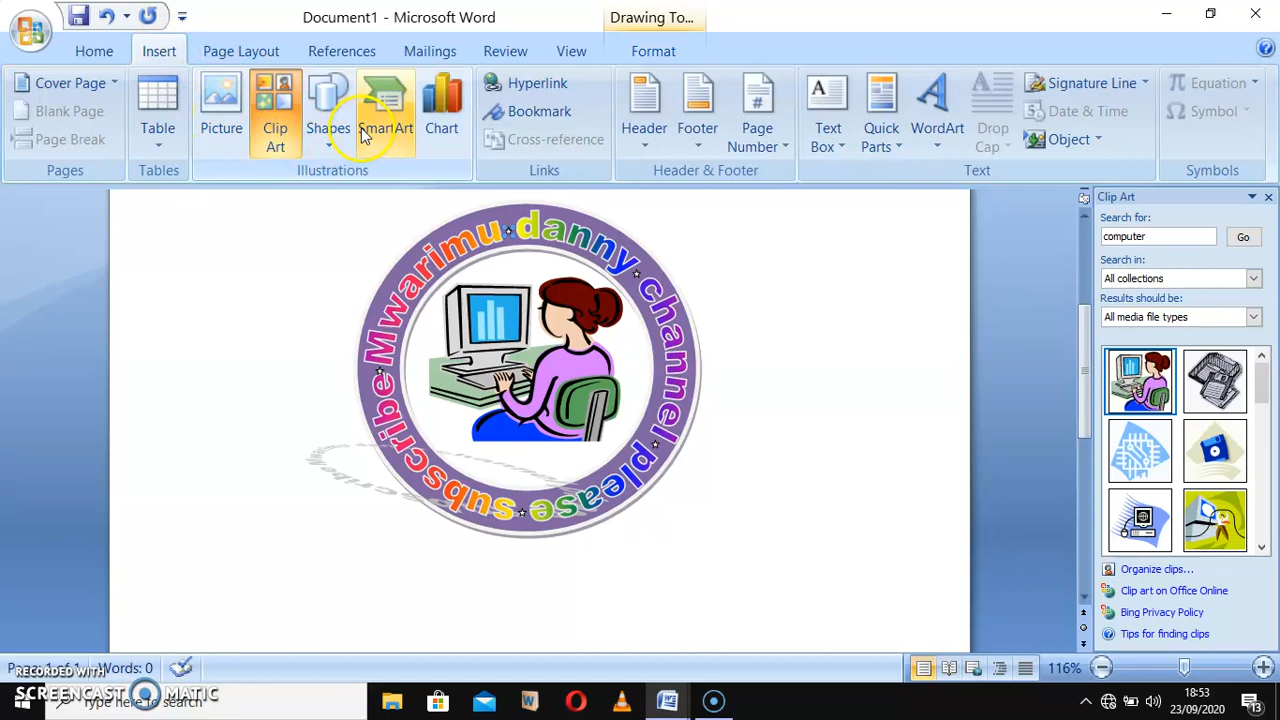 Document1 - Microsoft Word
Drawing To...
Home Insert Page Layout References Mailings Review View Format
Cover Page
Blank Page
Page Break
Pages
Table
Tables
Picture
Clip Art
Shapes
SmartArt
Chart
Illustrations
Hyperlink
Bookmark
Cross-reference
Links
Header
Footer
Page Number
Header & Footer
Text Box
Quick Parts
WordArt
Drop Cap
Signature Line
Date & Time
Object
Text
Equation
Symbol
Symbols
Mwarimu danny channel please subscribe
Clip Art
Search for:
computer
Go
Search in:
All collections
Results should be:
All media file types
Organize clips...
Clip art on Office Online
Bing Privacy Policy
Tips for finding clips
Words: 0
116%
RECORDED WITH
SCREENCAST MATIC
Type here to search
18:53
23/09/2020
13